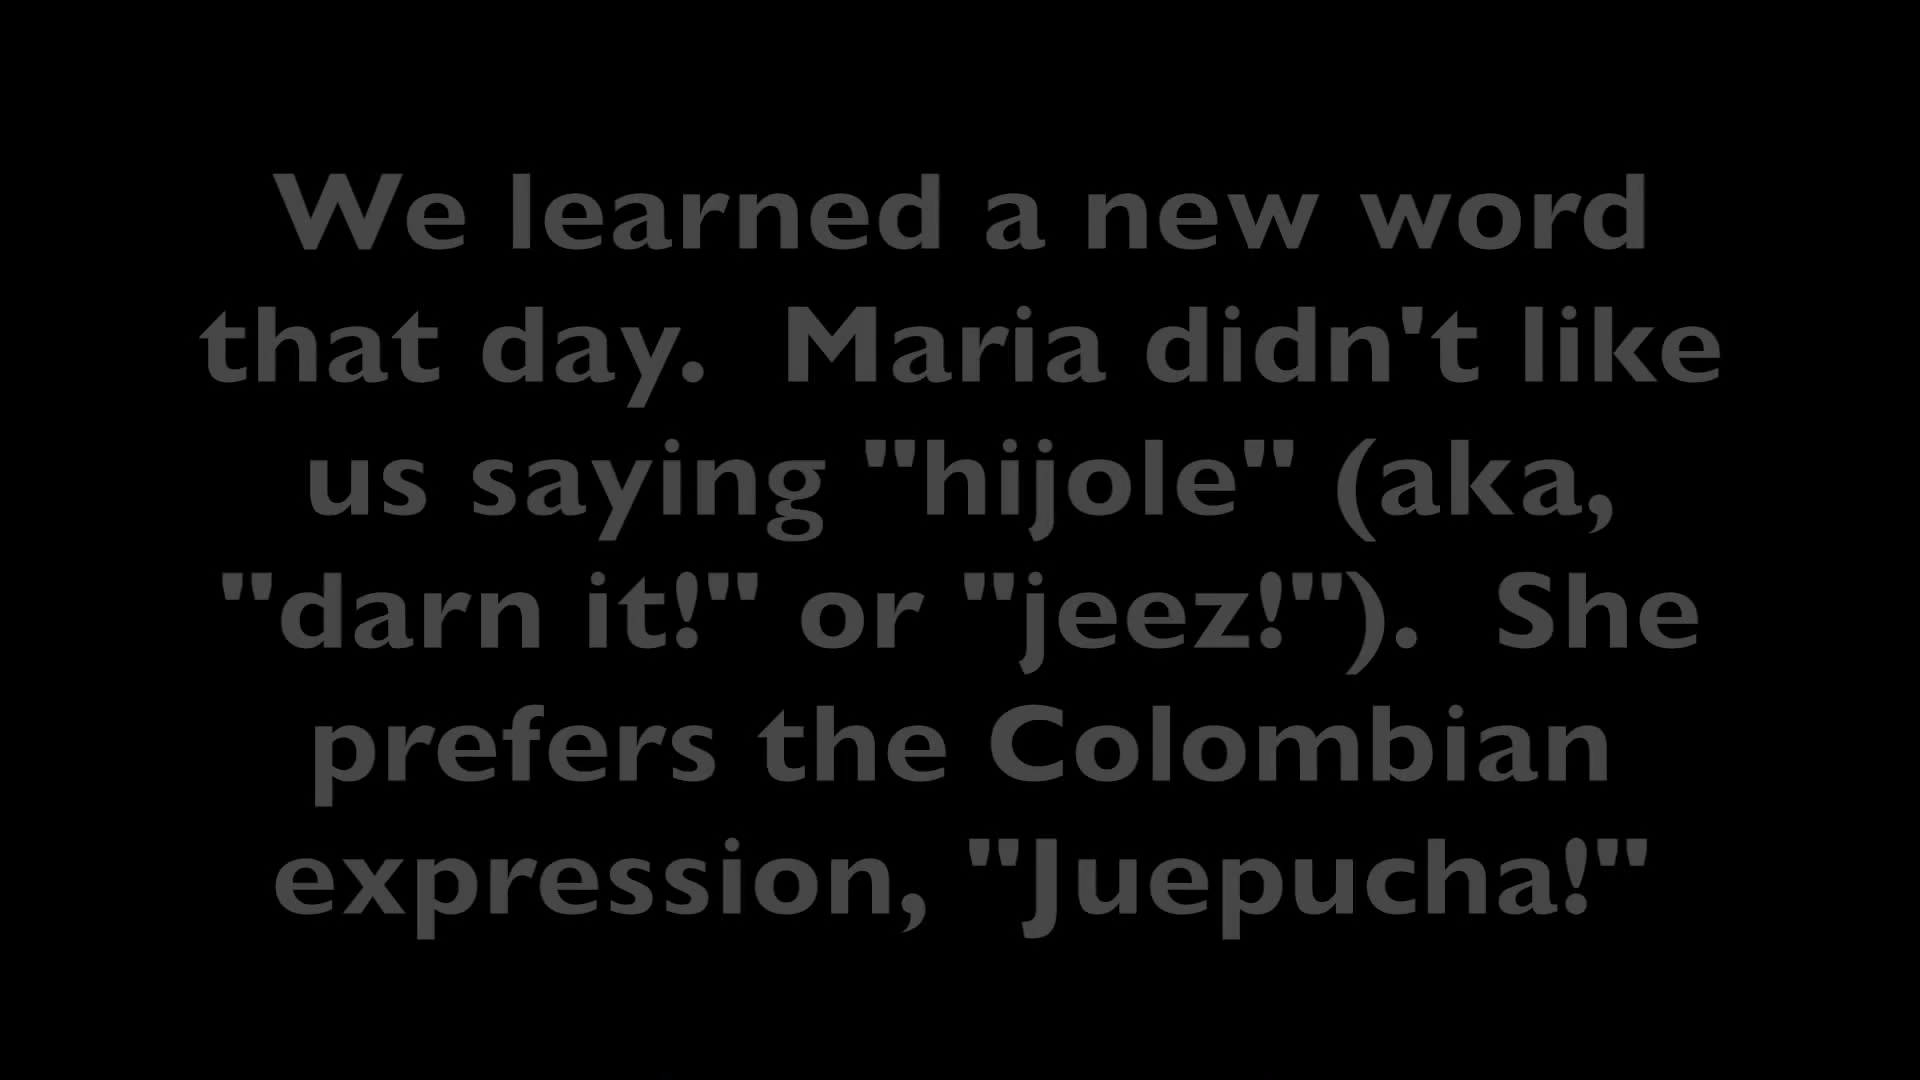 We learned a new word
that day.  Maria didn't like
us saying "hijole" (aka,
"darn it!" or "jeez!").  She
prefers the Colombian
expression, "Juepucha!"